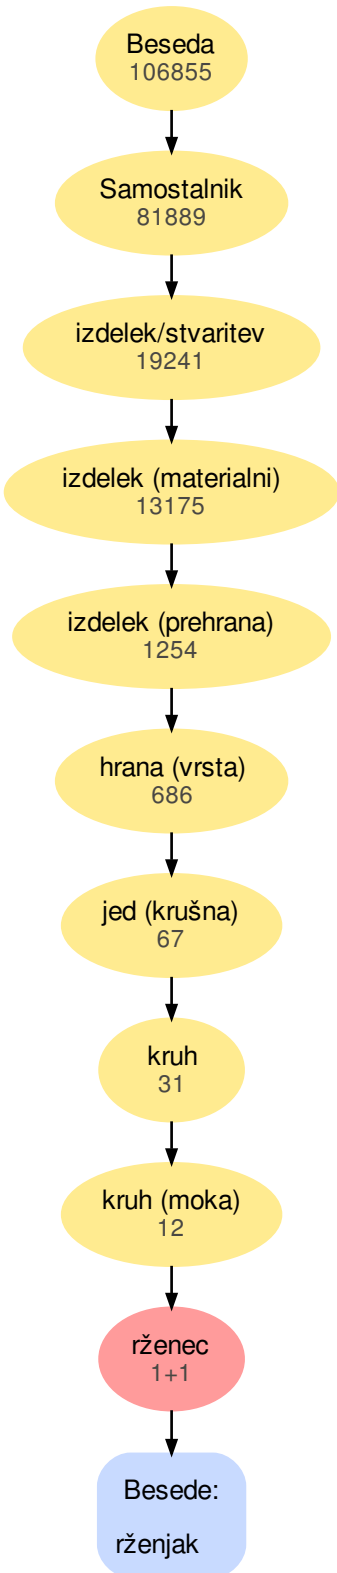 Beseda
106855
Samostalnik
81889
izdelek/stvaritev
19241
izdelek (materialni)
13175
izdelek (prehrana)
1254
hrana (vrsta)
686
jed (krušna)
67
kruh
31
kruh (moka)
12
rženec
1+1
Besede:
rženjak